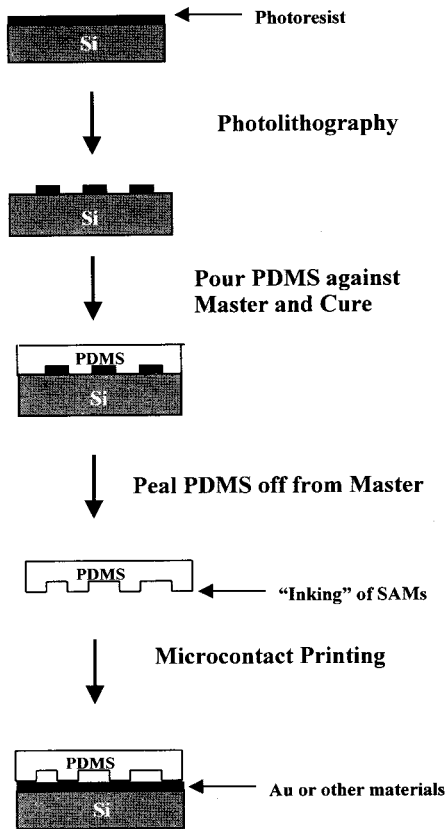 Photoresist
Si
Photolithography
Si
Pour PDMS against
Master and Cure
PDMS
Si
Peal PDMS off from Master
PDMS
“Inking” of SAMs
Microcontact Printing
PDMS
Au or other materials
Si